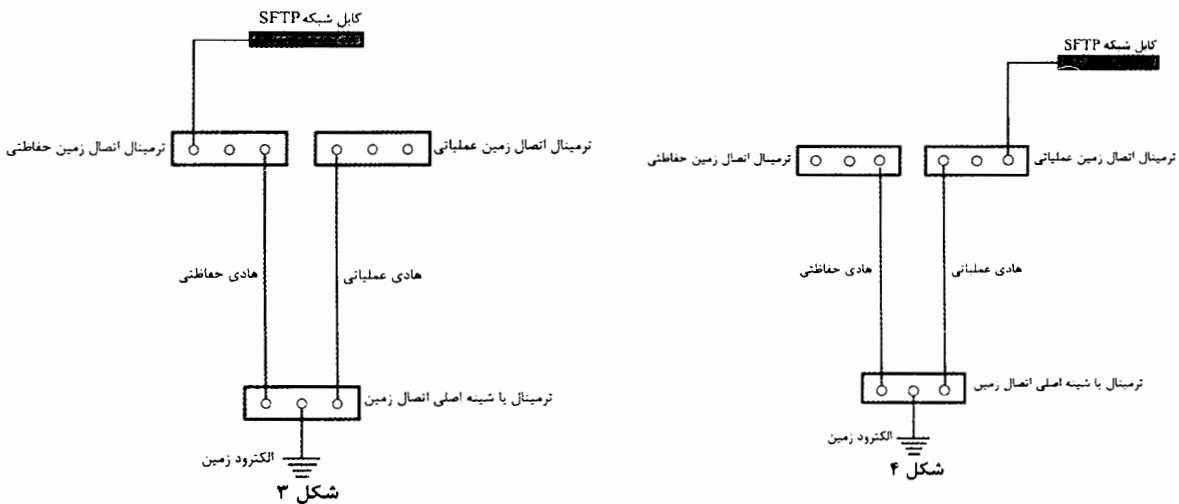 کابل شبکه SFTP
ترمینال اتصال زمین حفاظتی
ترمینال اتصال زمین عملیاتی
هادی حفاظتی
هادی عملیاتی
ترمینال یا شینه اصلی اتصال زمین
الکترود زمین
شکل ۳
کابل شبکه SFTP
ترمینال اتصال زمین حفاظتی
ترمینال اتصال زمین عملیاتی
هادی حفاظتی
هادی عملیاتی
ترمینال یا شینه اصلی اتصال زمین
الکترود زمین
شکل ۴